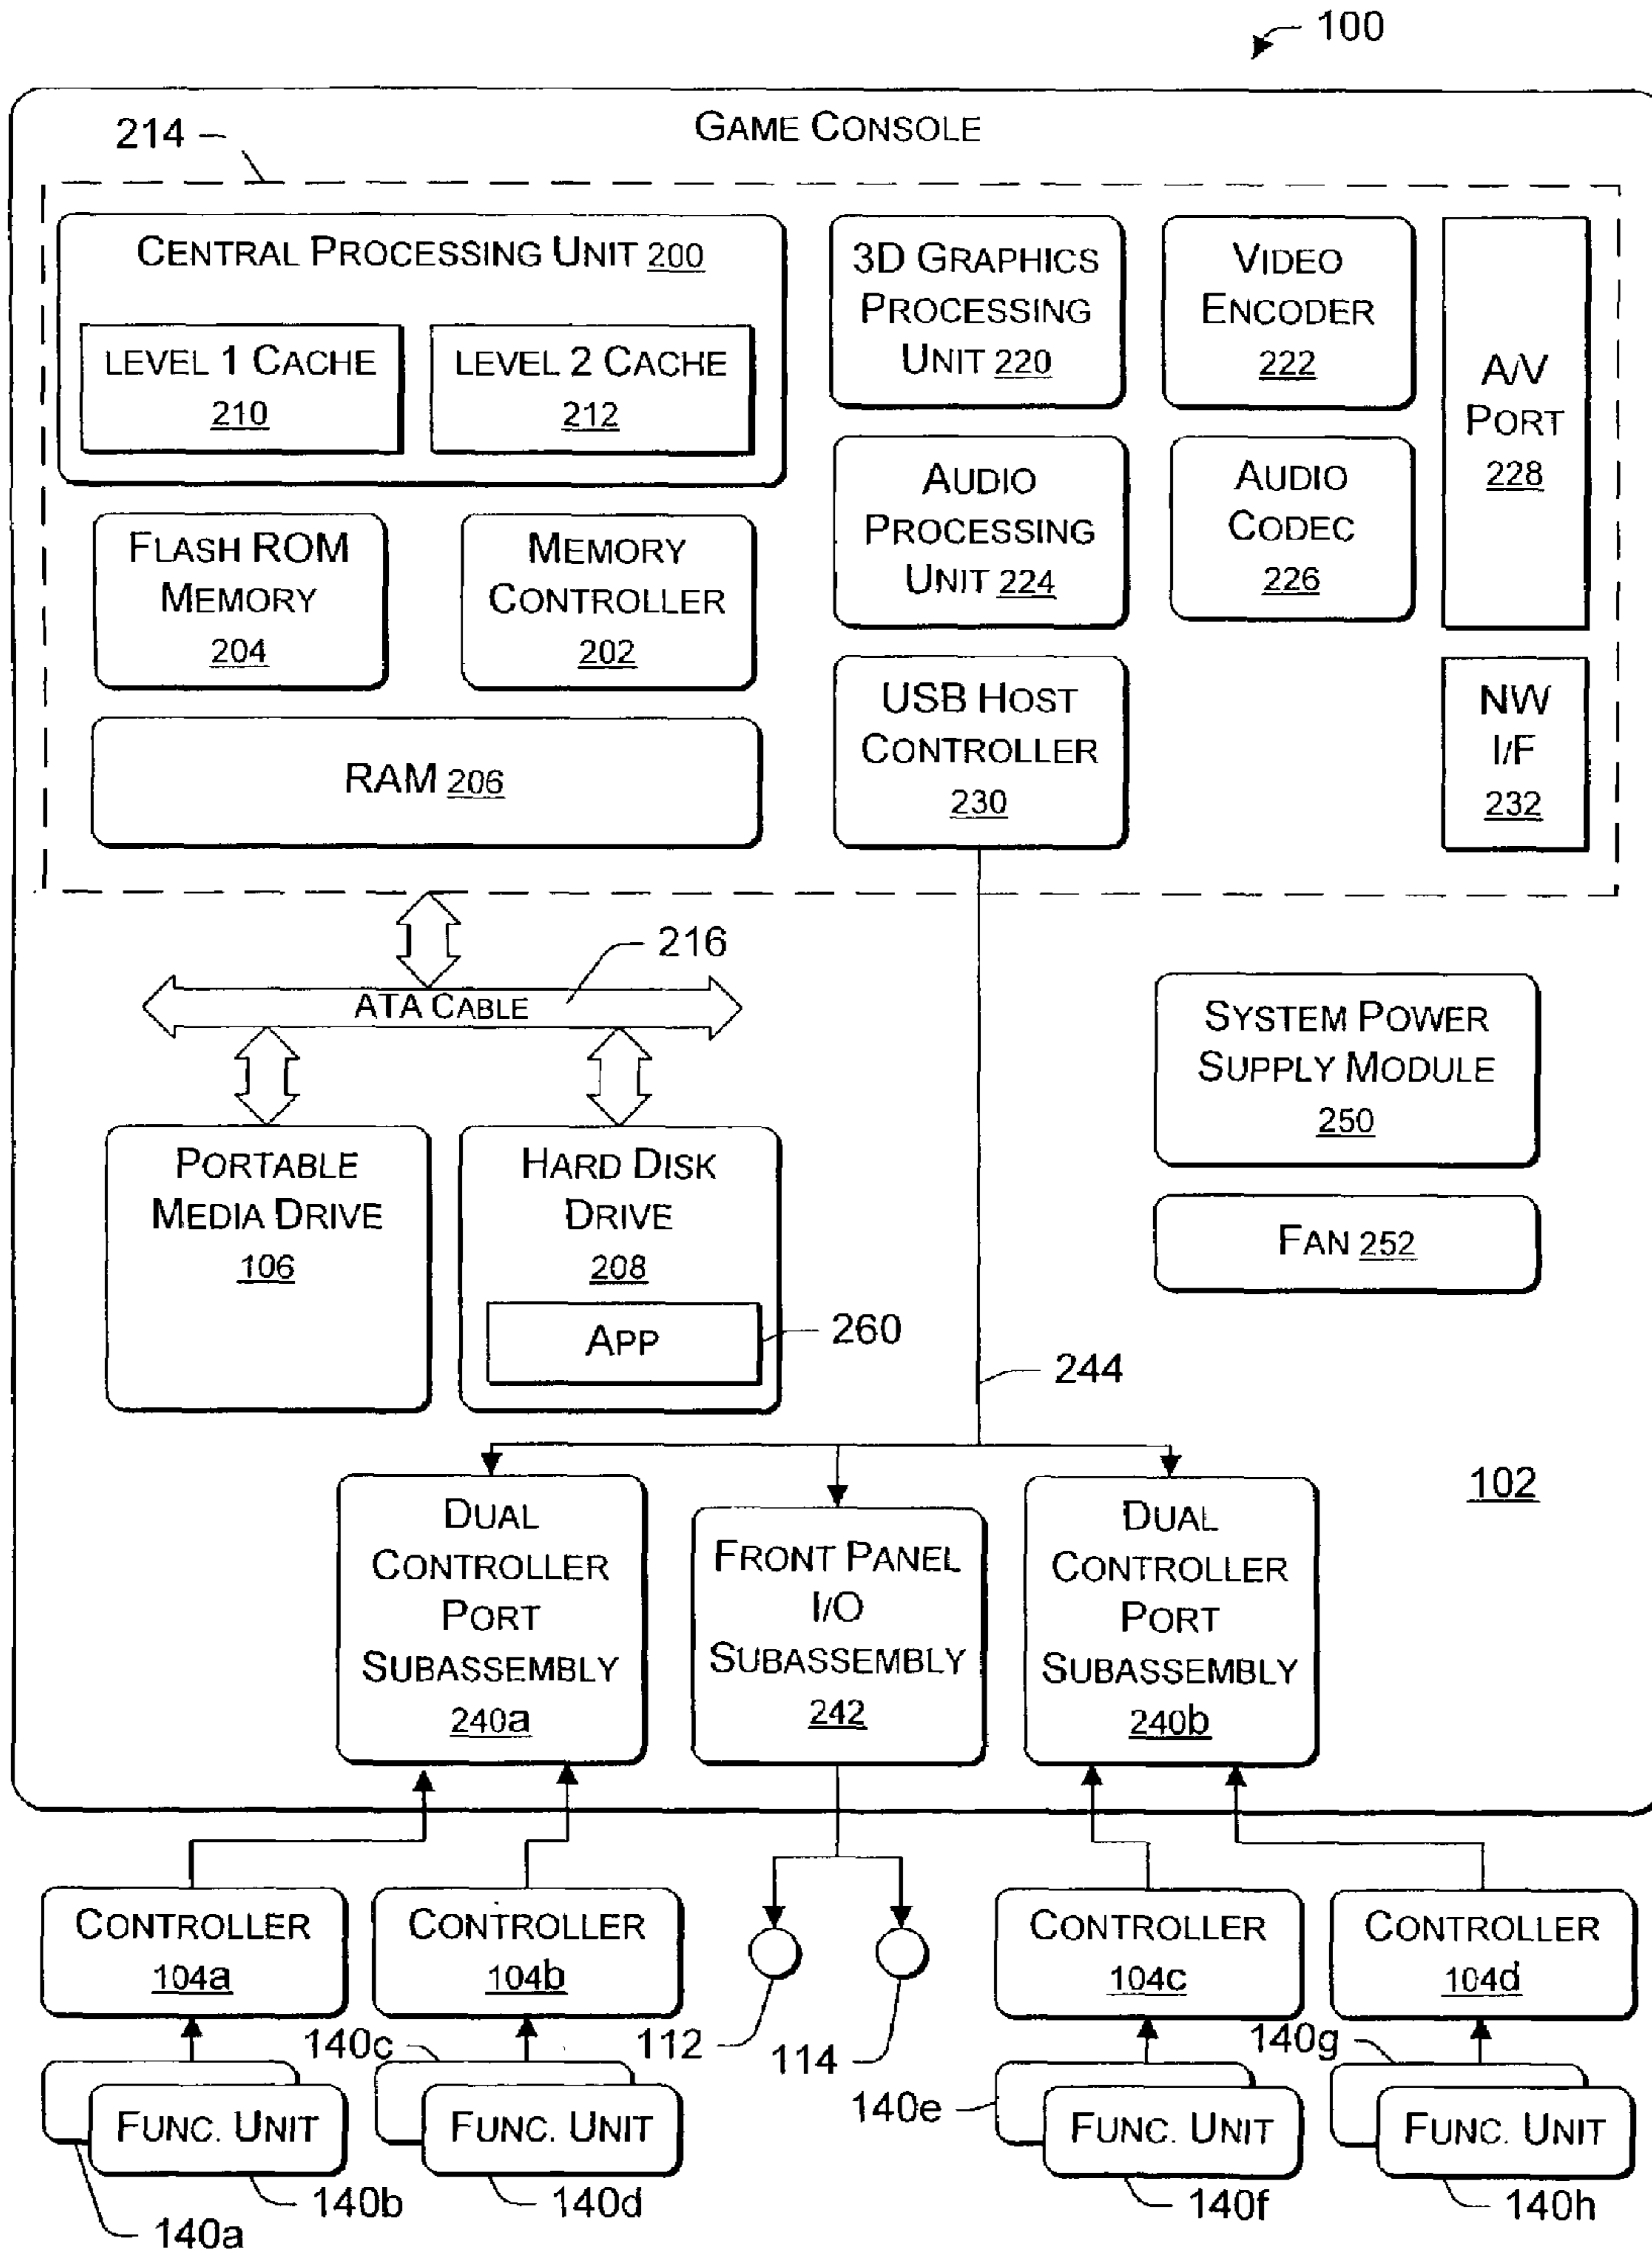 100
GAME CONSOLE
214
CENTRAL PROCESSING UNIT 200
LEVEL 1 CACHE
210
LEVEL 2 CACHE
212
3D GRAPHICS
PROCESSING
UNIT 220
VIDEO
ENCODER
222
A/V
PORT
228
AUDIO
PROCESSING
UNIT 224
AUDIO
CODEC
226
FLASH ROM
MEMORY
204
MEMORY
CONTROLLER
202
USB HOST
CONTROLLER
230
NW
I/F
232
RAM 206
216
ATA CABLE
SYSTEM POWER
SUPPLY MODULE
250
PORTABLE
MEDIA DRIVE
106
HARD DISK
DRIVE
208
APP
260
FAN 252
244
102
DUAL
CONTROLLER
PORT
SUBASSEMBLY
240a
FRONT PANEL
I/O
SUBASSEMBLY
242
DUAL
CONTROLLER
PORT
SUBASSEMBLY
240b
CONTROLLER
104a
CONTROLLER
104b
112
114
CONTROLLER
104c
CONTROLLER
104d
FUNC. UNIT
140a
140b
140c
FUNC. UNIT
140d
140e
FUNC. UNIT
140f
140g
FUNC. UNIT
140h